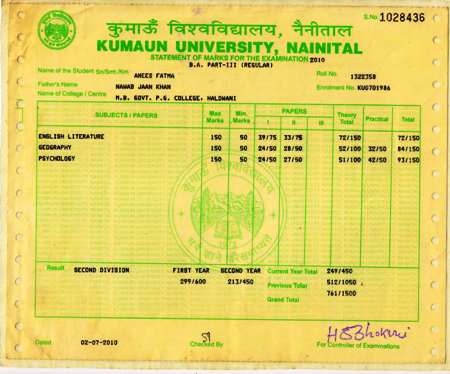 S.No. 1028436
कुमाऊँ विश्वविद्यालय, नैनीताल
KUMAUN UNIVERSITY, NAINITAL
STATEMENT OF MARKS FOR THE EXAMINATION 2010
B.A. PART-III (REGULAR)
Name of the Student Sri/Smt./Km. AHEES FATMA Roll No. 1322358
Father's Name NAWAB JAAN KHAN Enrolment No. KU0701986
Name of College / Centre M.B. GOVT. P.G. COLLEGE, HALDWANI
SUBJECTS / PAPERS Max Marks Min. Marks PAPERS I II III Theory Total Practical Total
ENGLISH LITERATURE 150 50 39/75 33/75 72/150 72/150
GEOGRAPHY 150 50 24/50 28/50 52/100 32/50 84/150
PSYCHOLOGY 150 50 24/50 27/50 51/100 42/50 93/150
Result SECOND DIVISION FIRST YEAR SECOND YEAR Current Year Total 249/450
299/600 213/450 Previous Total 512/1050
Grand Total 761/1500
Dated 02-07-2010 Checked By For Controller of Examinations